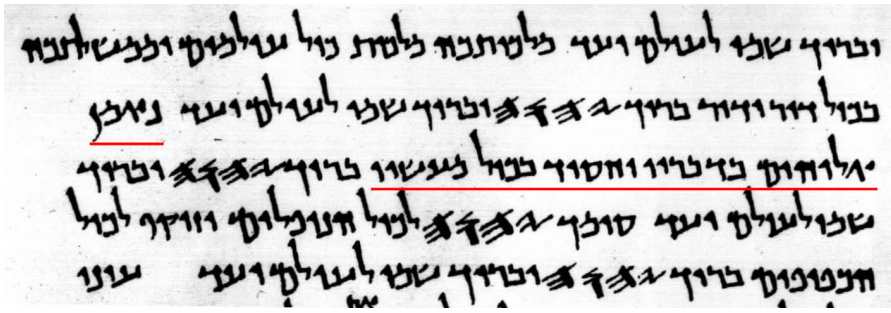 וברוך שמו לעולם ועד מלכותכה מלכות כול עולמים וממשלתכה
בכול דור ודור ברוך 𐤉𐤄𐤅𐤄 וברוך שמו לעולם ועד נאמן
אלוהים בדבריו וחסיד בכול מעשיו ברוך 𐤉𐤄𐤅𐤄 וברוך
שמו לעולם ועד סומך 𐤉𐤄𐤅𐤄 לכול הנופלים וזוקף לכול
הכפופים ברוך 𐤉𐤄𐤅𐤄 וברוך שמו לעולם ועד עיני